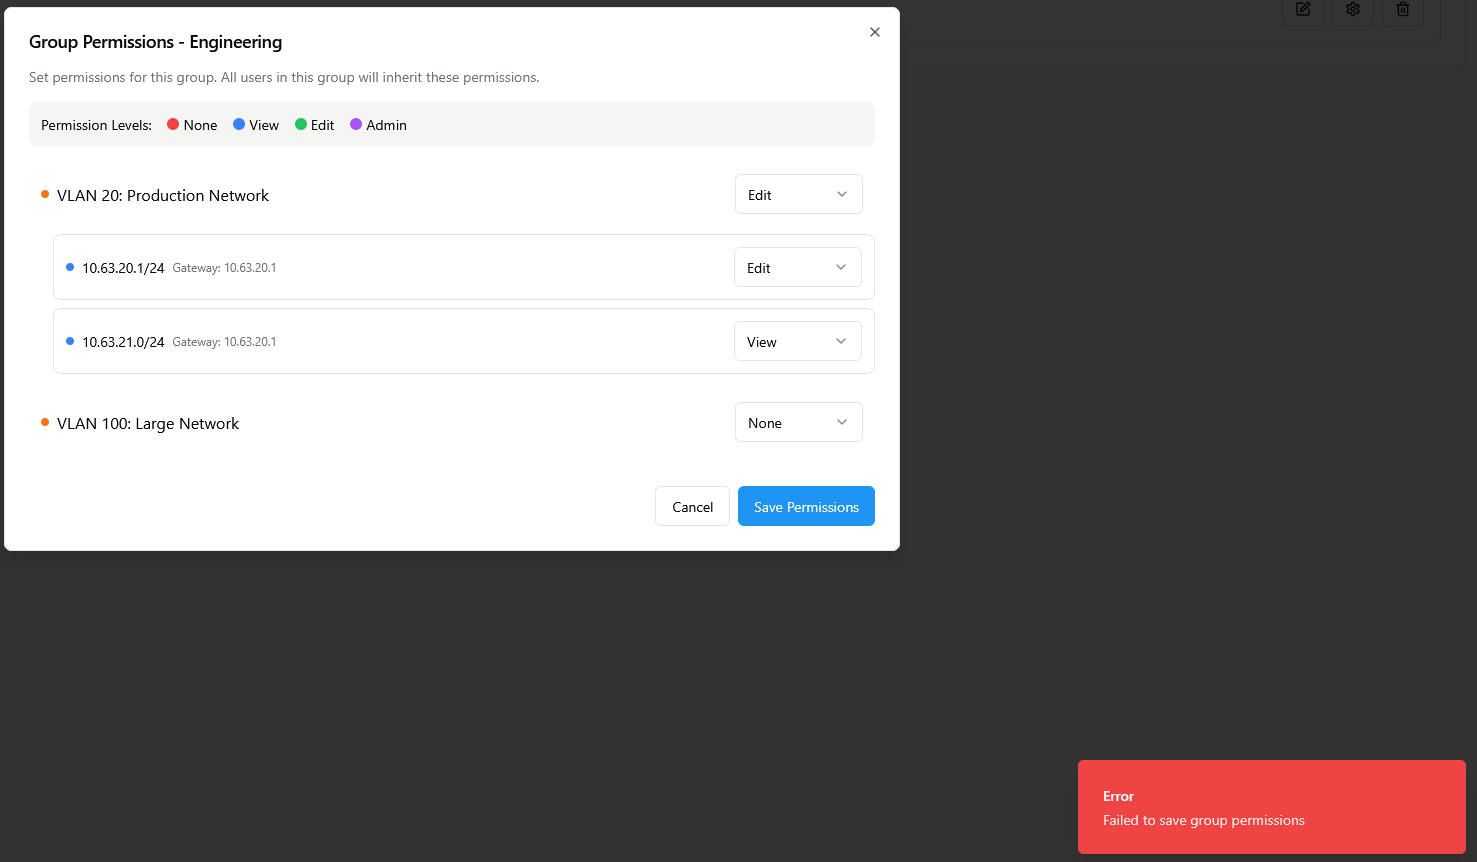 Group Permissions - Engineering
Set permissions for this group. All users in this group will inherit these permissions.
Permission Levels: None View Edit Admin
VLAN 20: Production Network Edit
10.63.20.1/24 Gateway: 10.63.20.1 Edit
10.63.21.0/24 Gateway: 10.63.20.1 View
VLAN 100: Large Network None
Cancel Save Permissions
Error
Failed to save group permissions